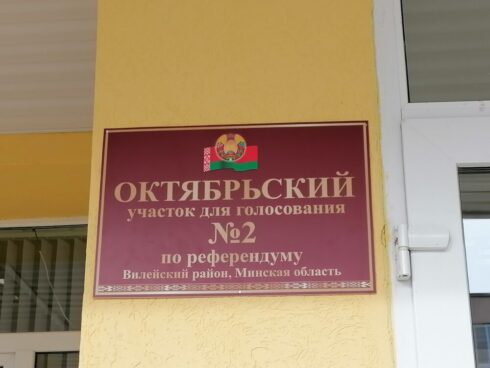 ОКТЯБРЬСКИЙ
участок для голосования
№2
по референдуму
Вилейский район, Минская область